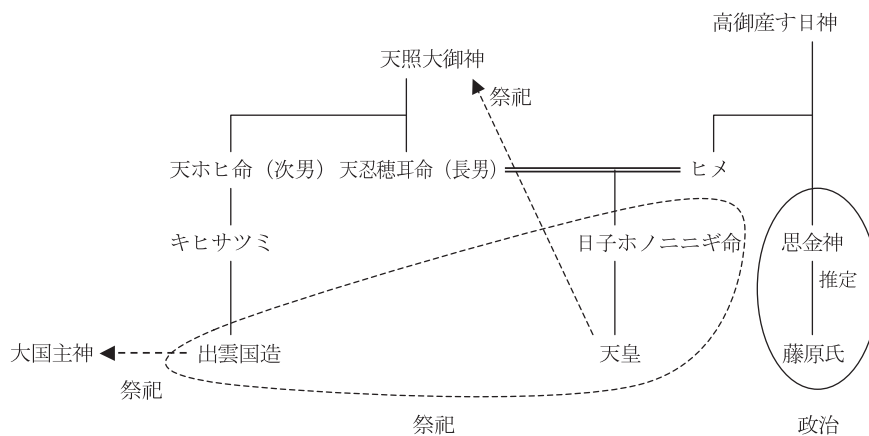 高御産す日神
天照大御神
祭祀
天ホヒ命（次男）
天忍穂耳命（長男）
ヒメ
キヒサツミ
日子ホノニニギ命
思金神
推定
大国主神
出雲国造
天皇
藤原氏
祭祀
祭祀
政治